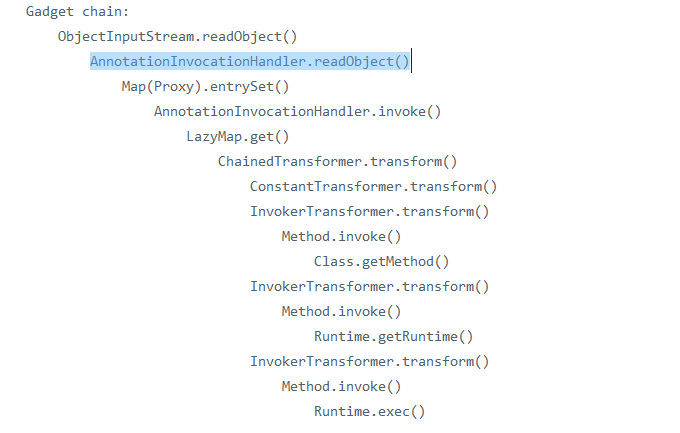 Gadget chain:
ObjectInputStream.readObject()
AnnotationInvocationHandler.readObject()
Map(Proxy).entrySet()
AnnotationInvocationHandler.invoke()
LazyMap.get()
ChainedTransformer.transform()
ConstantTransformer.transform()
InvokerTransformer.transform()
Method.invoke()
Class.getMethod()
InvokerTransformer.transform()
Method.invoke()
Runtime.getRuntime()
InvokerTransformer.transform()
Method.invoke()
Runtime.exec()